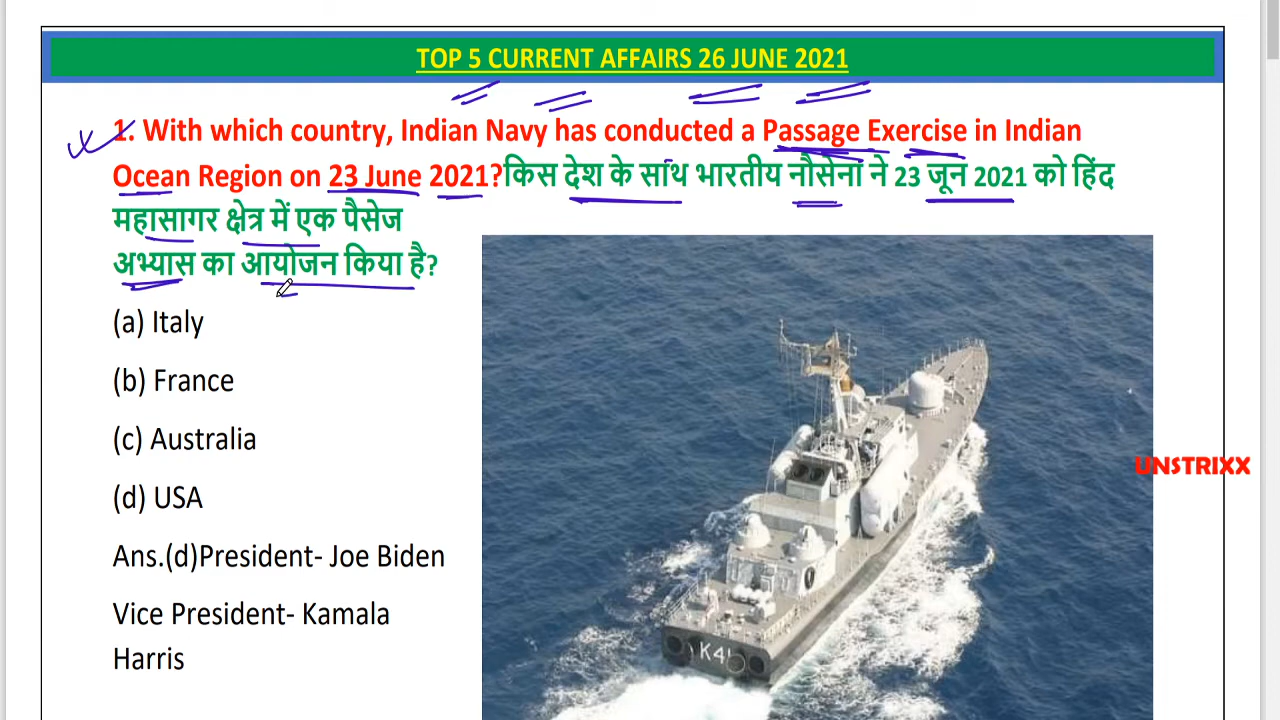 TOP 5 CURRENT AFFAIRS 26 JUNE 2021
1. With which country, Indian Navy has conducted a Passage Exercise in Indian
Ocean Region on 23 June 2021?किस देश के साथ भारतीय नौसेना ने 23 जून 2021 को हिंद
महासागर क्षेत्र में एक पैसेज
अभ्यास का आयोजन किया है?
(a) Italy
(b) France
(c) Australia
(d) USA
Ans.(d)President- Joe Biden
Vice President- Kamala
Harris
UNSTRIXX